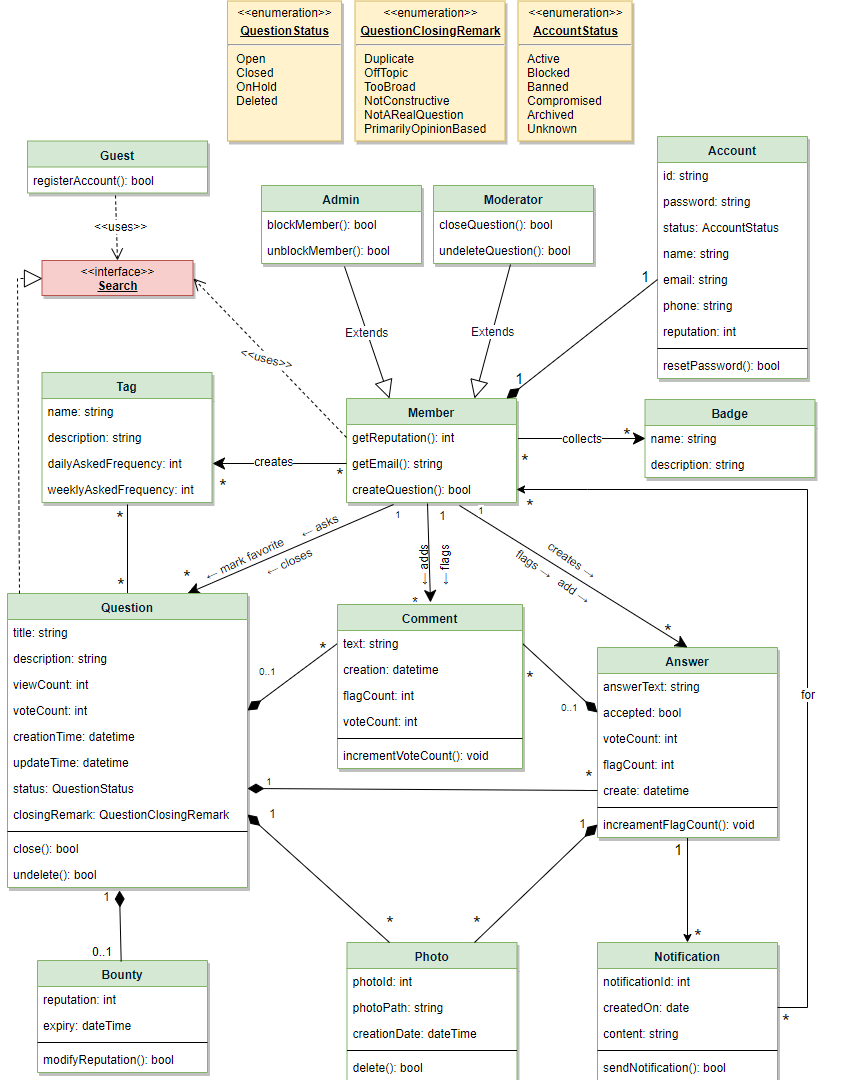 <<enumeration>>
QuestionStatus
Open
Closed
OnHold
Deleted
<<enumeration>>
QuestionClosingRemark
Duplicate
OffTopic
TooBroad
NotConstructive
NotARealQuestion
PrimarilyOpinionBased
<<enumeration>>
AccountStatus
Active
Blocked
Banned
Compromised
Archived
Unknown
Guest
registerAccount(): bool
<<uses>>
<<interface>>
Search
Admin
blockMember(): bool
unblockMember(): bool
Moderator
closeQuestion(): bool
undeleteQuestion(): bool
Account
id: string
password: string
status: AccountStatus
name: string
email: string
phone: string
reputation: int
resetPassword(): bool
1
1
Extends
Extends
<<uses>>
Tag
name: string
description: string
dailyAskedFrequency: int
weeklyAskedFrequency: int
creates
*
*
Member
getReputation(): int
getEmail(): string
createQuestion(): bool
collects
*
*
Badge
name: string
description: string
*
*
*
1
1
1
← asks
← mark favorite
← closes
*
← adds
← flags
*
creates →
flags →
add →
*
Question
title: string
description: string
viewCount: int
voteCount: int
creationTime: datetime
updateTime: datetime
status: QuestionStatus
closingRemark: QuestionClosingRemark
close(): bool
undelete(): bool
0..1
*
Comment
text: string
creation: datetime
flagCount: int
voteCount: int
incrementVoteCount(): void
*
0..1
Answer
answerText: string
accepted: bool
voteCount: int
flagCount: int
create: datetime
increamentFlagCount(): void
for
1
*
1
*
1
*
1
0..1
1
*
*
Bounty
reputation: int
expiry: dateTime
modifyReputation(): bool
Photo
photoId: int
photoPath: string
creationDate: dateTime
delete(): bool
Notification
notificationId: int
createdOn: date
content: string
sendNotification(): bool